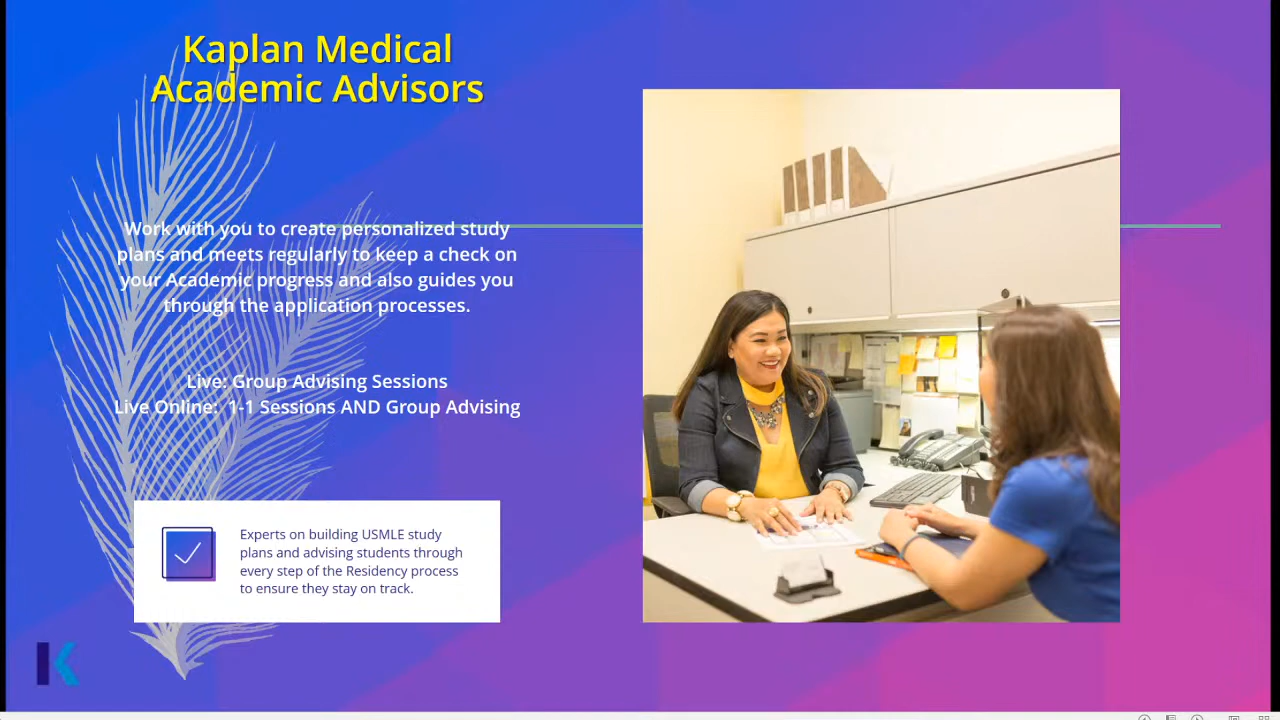 Kaplan Medical
Academic Advisors
Work with you to create personalized study
plans and meets regularly to keep a check on
your Academic progress and also guides you
through the application processes.
Live: Group Advising Sessions
Live Online: 1-1 Sessions AND Group Advising
Experts on building USMLE study
plans and advising students through
every step of the Residency process
to ensure they stay on track.
K